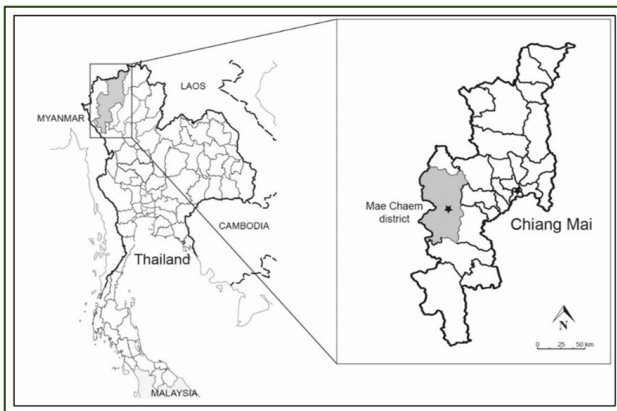 LAOS
MYANMAR
CAMBODIA
Thailand
MALAYSIA
Mae Chaem
district
Chiang Mai
N
0 25 50 km